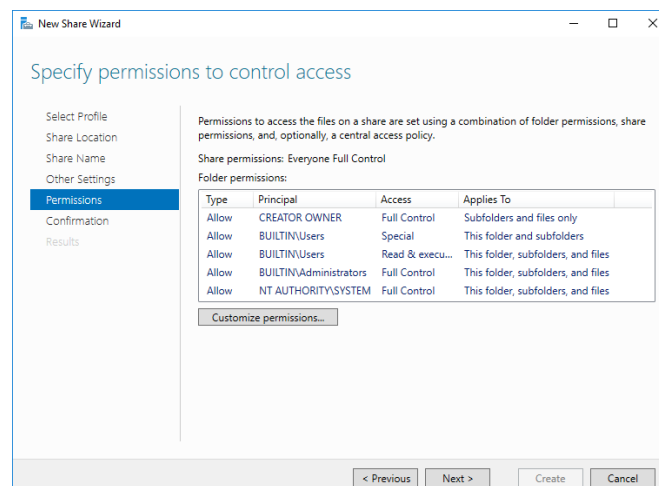 New Share Wizard
Specify permissions to control access
Select Profile
Share Location
Share Name
Other Settings
Permissions
Confirmation
Results
Permissions to access the files on a share are set using a combination of folder permissions, share
permissions, and, optionally, a central access policy.
Share permissions: Everyone Full Control
Folder permissions:
Type Principal Access Applies To
Allow CREATOR OWNER Full Control Subfolders and files only
Allow BUILTIN\Users Special This folder and subfolders
Allow BUILTIN\Users Read & execu... This folder, subfolders, and files
Allow BUILTIN\Administrators Full Control This folder, subfolders, and files
Allow NT AUTHORITY\SYSTEM Full Control This folder, subfolders, and files
Customize permissions...
< Previous Next > Create Cancel